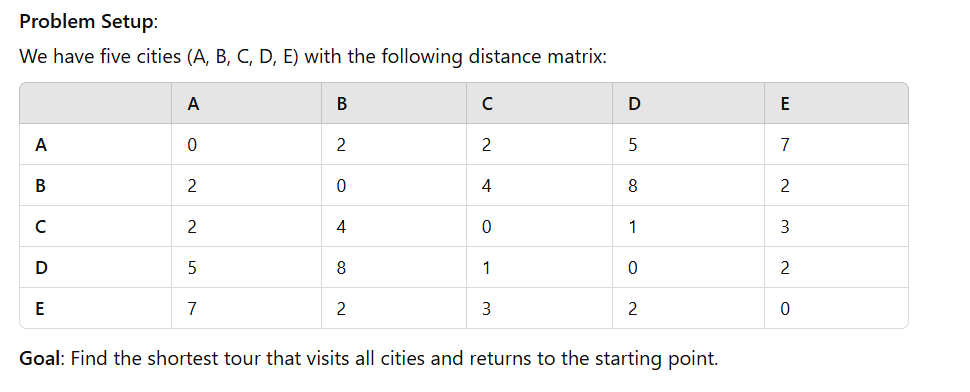 Problem Setup:
We have five cities (A, B, C, D, E) with the following distance matrix:
A B C D E
A 0 2 2 5 7
B 2 0 4 8 2
C 2 4 0 1 3
D 5 8 1 0 2
E 7 2 3 2 0
Goal: Find the shortest tour that visits all cities and returns to the starting point.